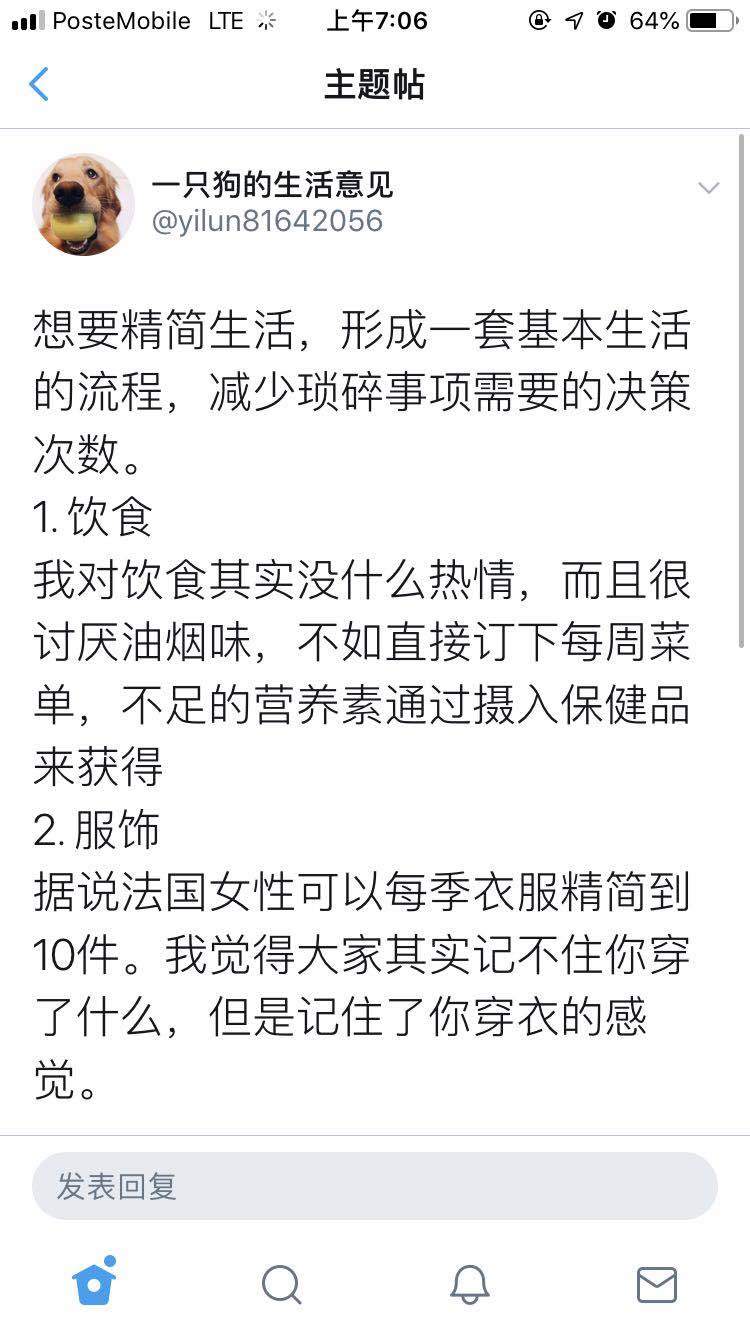 PosteMobile LTE 上午7:06 64%
主题帖
一只狗的生活意见
@yilun81642056
想要精简生活，形成一套基本生活
的流程，减少琐碎事项需要的决策
次数。
1. 饮食
我对饮食其实没什么热情，而且很
讨厌油烟味，不如直接订下每周菜
单，不足的营养素通过摄入保健品
来获得
2. 服饰
据说法国女性可以每季衣服精简到
10件。我觉得大家其实记不住你穿
了什么，但是记住了你穿衣的感
觉。
发表回复